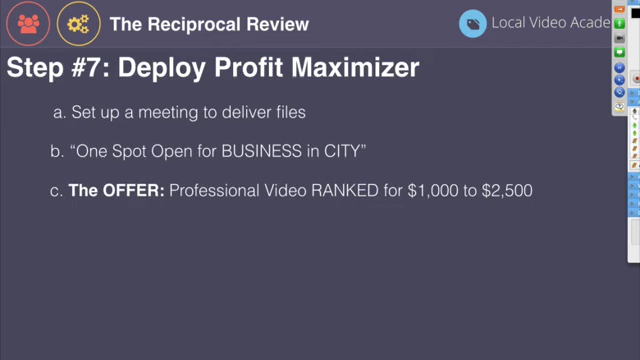 The Reciprocal Review
Local Video Acade
Step #7: Deploy Profit Maximizer
a. Set up a meeting to deliver files
b. “One Spot Open for BUSINESS in CITY”
c. The OFFER: Professional Video RANKED for $1,000 to $2,500